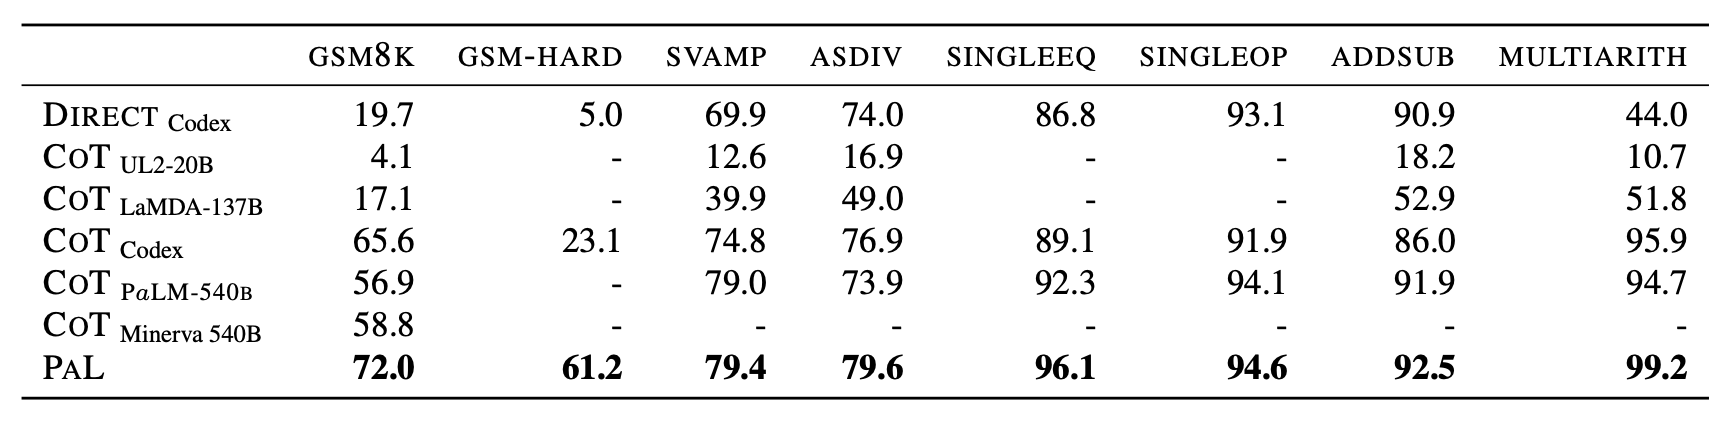 GSM8K GSM-HARD SVAMP ASDIV SINGLEEQ SINGLEOP ADDSUB MULTIARITH
DIRECT Codex 19.7 5.0 69.9 74.0 86.8 93.1 90.9 44.0
COT UL2-20B 4.1 - 12.6 16.9 - - 18.2 10.7
COT LaMDA-137B 17.1 - 39.9 49.0 - - 52.9 51.8
COT Codex 65.6 23.1 74.8 76.9 89.1 91.9 86.0 95.9
COT PaLM-540B 56.9 - 79.0 73.9 92.3 94.1 91.9 94.7
COT Minerva 540B 58.8 - - - - - - -
PAL 72.0 61.2 79.4 79.6 96.1 94.6 92.5 99.2